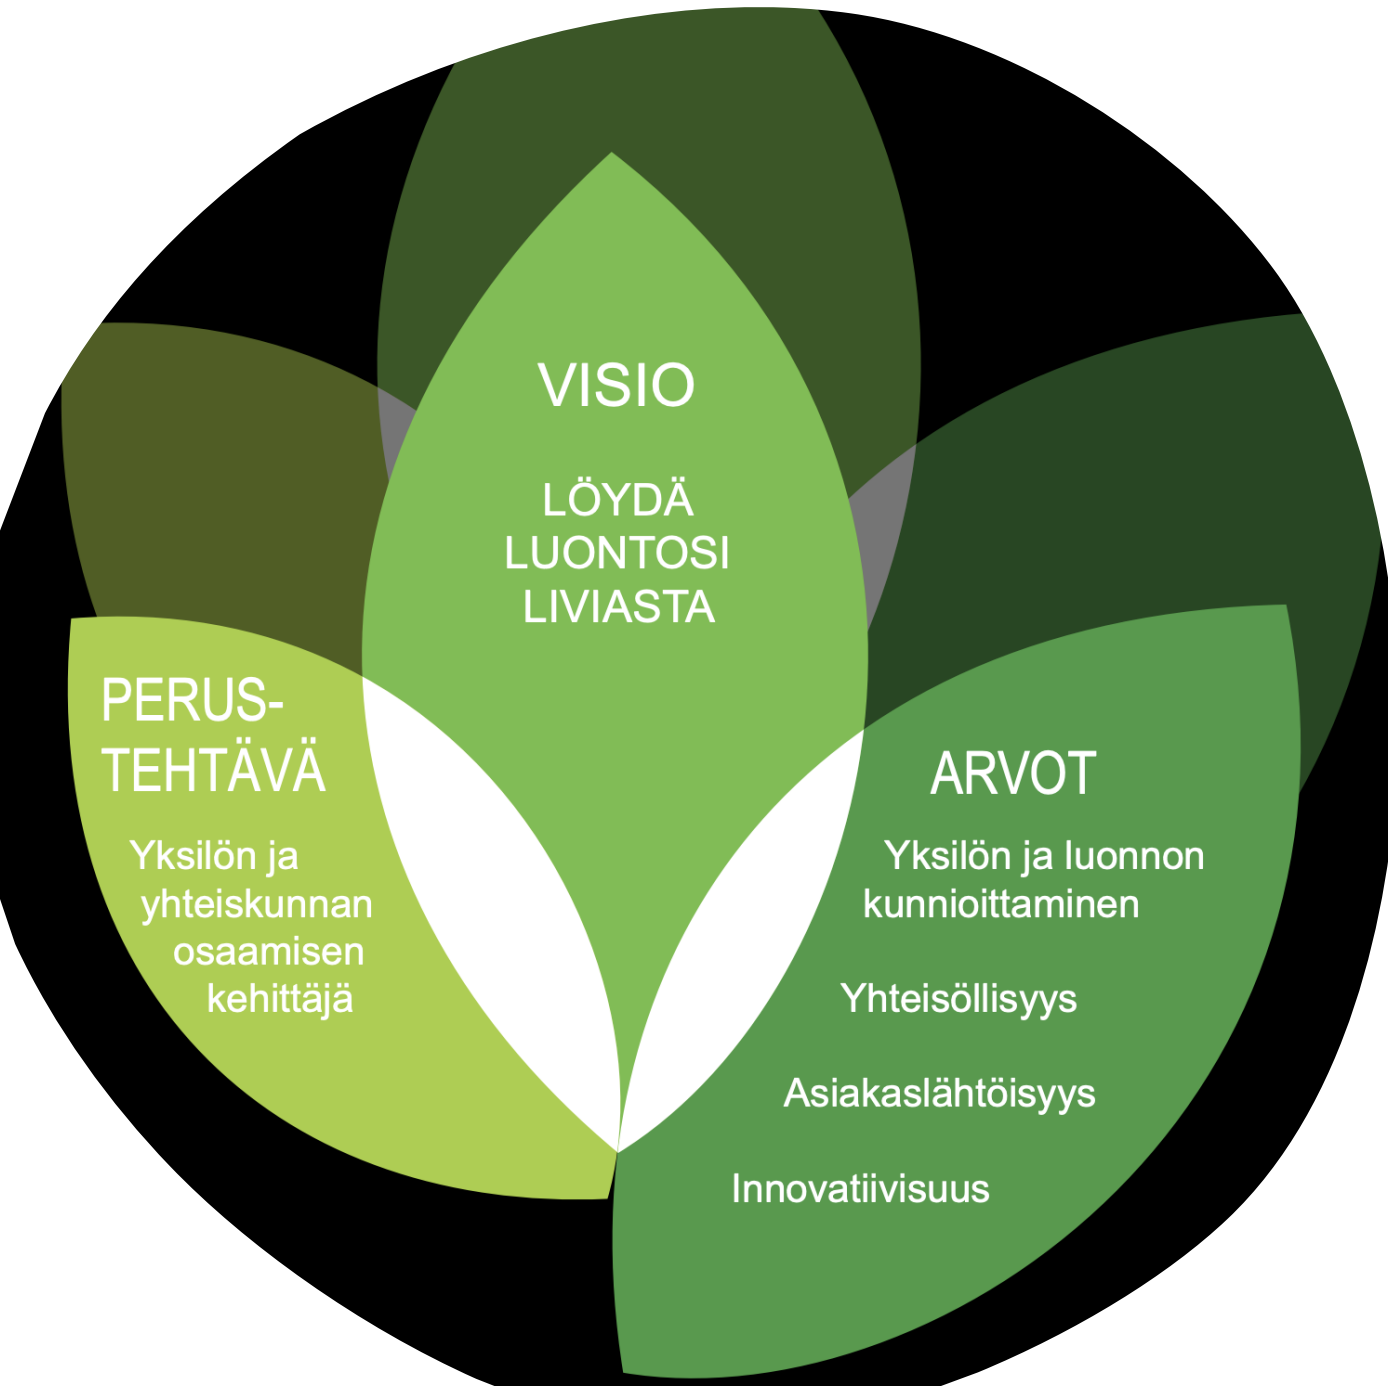 VISIO
LÖYDÄ
LUONTOSI
LIVIASTA
PERUS-
TEHTÄVÄ
Yksilön ja
yhteiskunnan
osaamisen
kehittäjä
ARVOT
Yksilön ja luonnon
kunnioittaminen
Yhteisöllisyys
Asiakaslähtöisyys
Innovatiivisuus